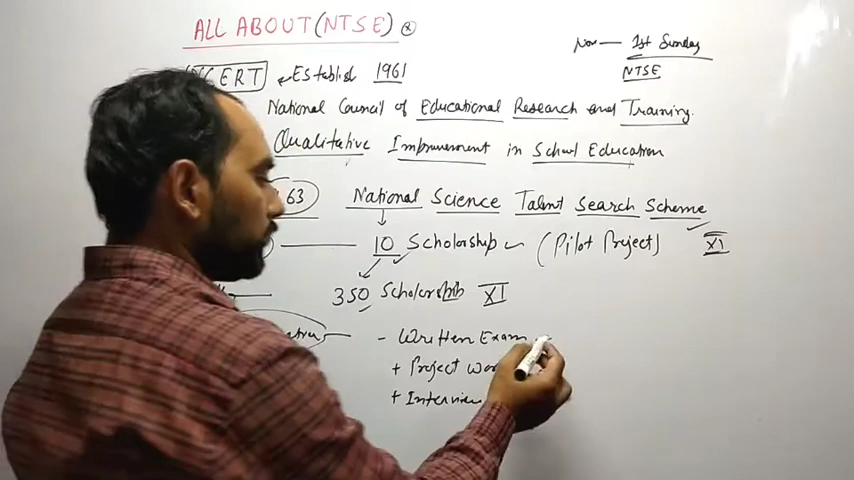 ALL ABOUT (NTSE)
Nov — 1st Sunday
NTSE
NCERT Establish 1961
National Council of Educational Research and Training.
Qualitative Improvement in School Education
63 National Science Talent Search Scheme
10 Scholarship (Pilot Project) XI
350 Scholarship XI
- Written Exam
+ Project Wor
+ Interview